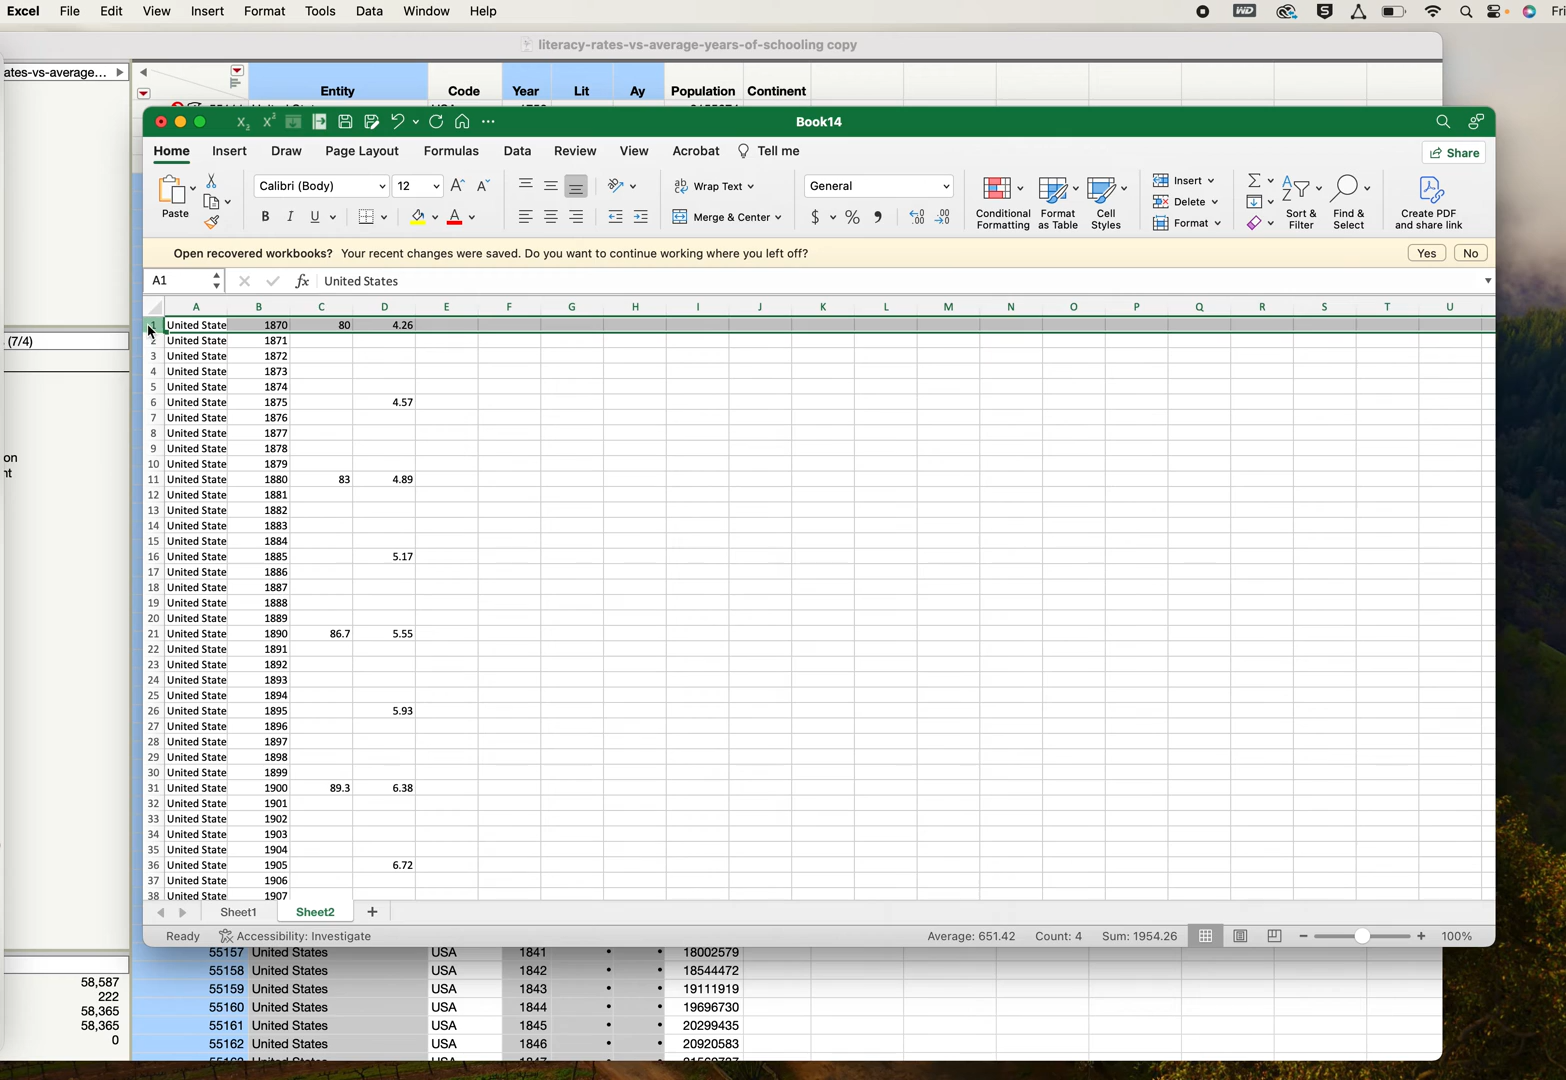 Excel File Edit View Insert Format Tools Data Window Help Fri
literacy-rates-vs-average-years-of-schooling copy
ates-vs-average...
Entity Code Year Lit Ay Population Continent
Book14
Home Insert Draw Page Layout Formulas Data Review View Acrobat Tell me Share
Paste Calibri (Body) 12 Wrap Text General Insert
B I U Merge & Center $ % Conditional Formatting Format as Table Cell Styles Delete Format Sort & Filter Find & Select Create PDF and share link
Open recovered workbooks? Your recent changes were saved. Do you want to continue working where you left off? Yes No
A1 fx United States
A B C D E F G H I J K L M N O P Q R S T U
1 United State 1870 80 4.26
2 United State 1871
(7/4)
3 United State 1872
4 United State 1873
5 United State 1874
6 United State 1875 4.57
7 United State 1876
8 United State 1877
9 United State 1878
on
10 United State 1879
nt
11 United State 1880 83 4.89
12 United State 1881
13 United State 1882
14 United State 1883
15 United State 1884
16 United State 1885 5.17
17 United State 1886
18 United State 1887
19 United State 1888
20 United State 1889
21 United State 1890 86.7 5.55
22 United State 1891
23 United State 1892
24 United State 1893
25 United State 1894
26 United State 1895 5.93
27 United State 1896
28 United State 1897
29 United State 1898
30 United State 1899
31 United State 1900 89.3 6.38
32 United State 1901
33 United State 1902
34 United State 1903
35 United State 1904
36 United State 1905 6.72
37 United State 1906
38 United State 1907
Sheet1 Sheet2 +
Ready Accessibility: Investigate Average: 651.42 Count: 4 Sum: 1954.26 100%
55157 United States USA 1841 • • 18002579
55158 United States USA 1842 • • 18544472
58,587
55159 United States USA 1843 • • 19111919
222
55160 United States USA 1844 • • 19696730
58,365
55161 United States USA 1845 • • 20299435
58,365
55162 United States USA 1846 • • 20920583
0